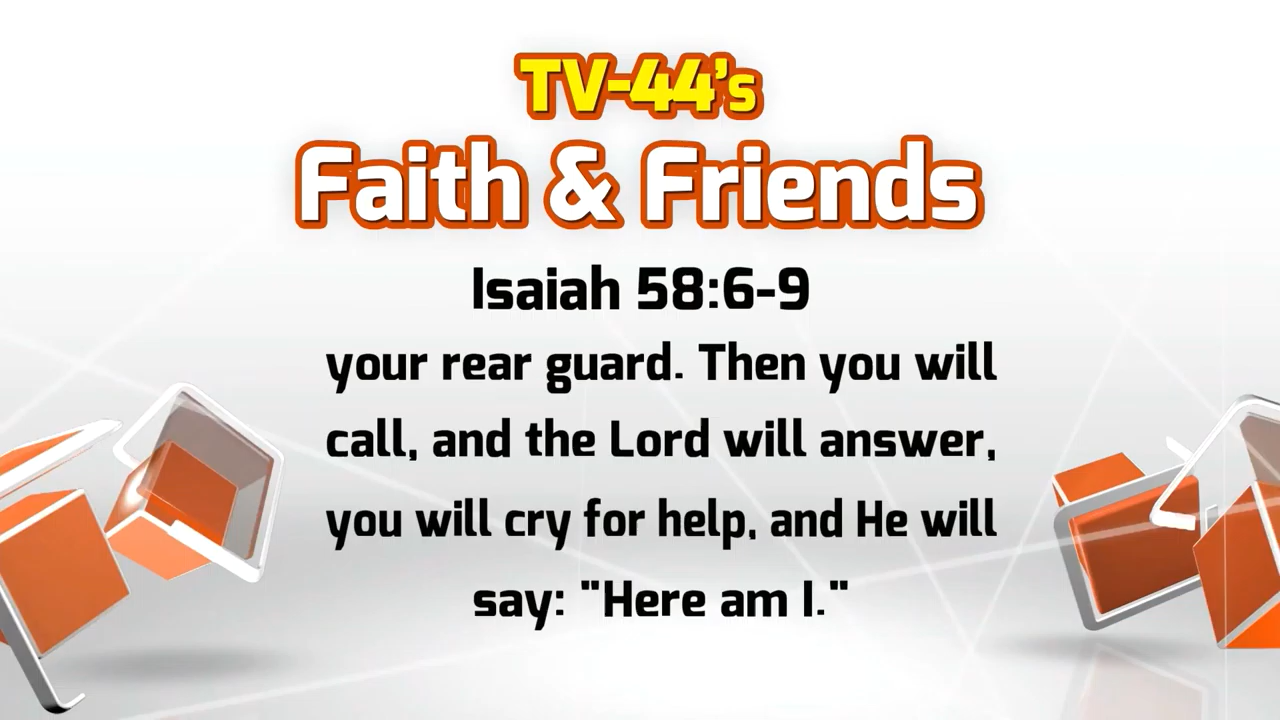 TV-44's
Faith & Friends
Isaiah 58:6-9
your rear guard. Then you will
call, and the Lord will answer,
you will cry for help, and He will
say: "Here am I."